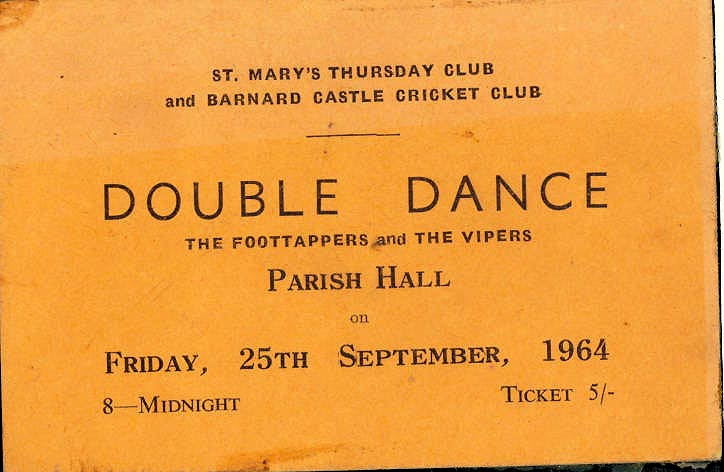 ST. MARY'S THURSDAY CLUB
and BARNARD CASTLE CRICKET CLUB
DOUBLE DANCE
THE FOOTTAPPERS and THE VIPERS
PARISH HALL
on
FRIDAY, 25TH SEPTEMBER, 1964
8—MIDNIGHT TICKET 5/-